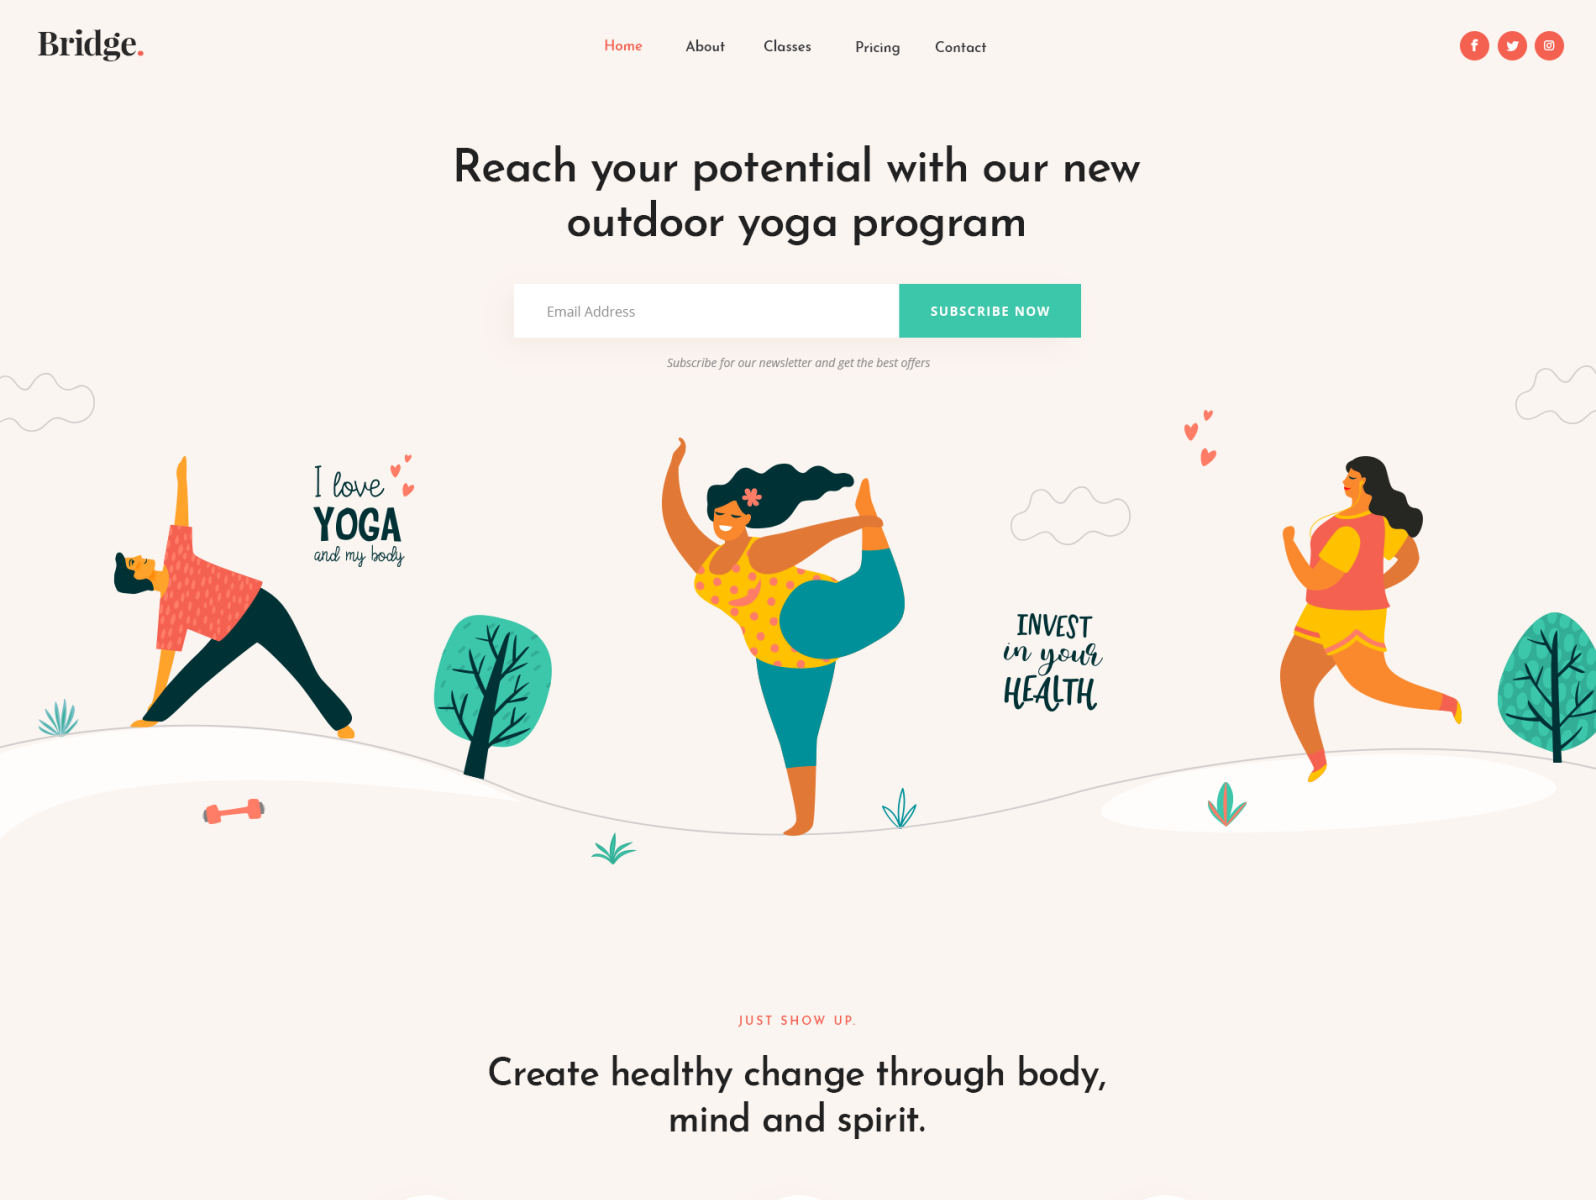 Bridge.
Home About Classes Pricing Contact
Reach your potential with our new
outdoor yoga program
Email Address
SUBSCRIBE NOW
Subscribe for our newsletter and get the best offers
I love
YOGA
and my body
INVEST
in your
HEALTH
JUST SHOW UP.
Create healthy change through body,
mind and spirit.